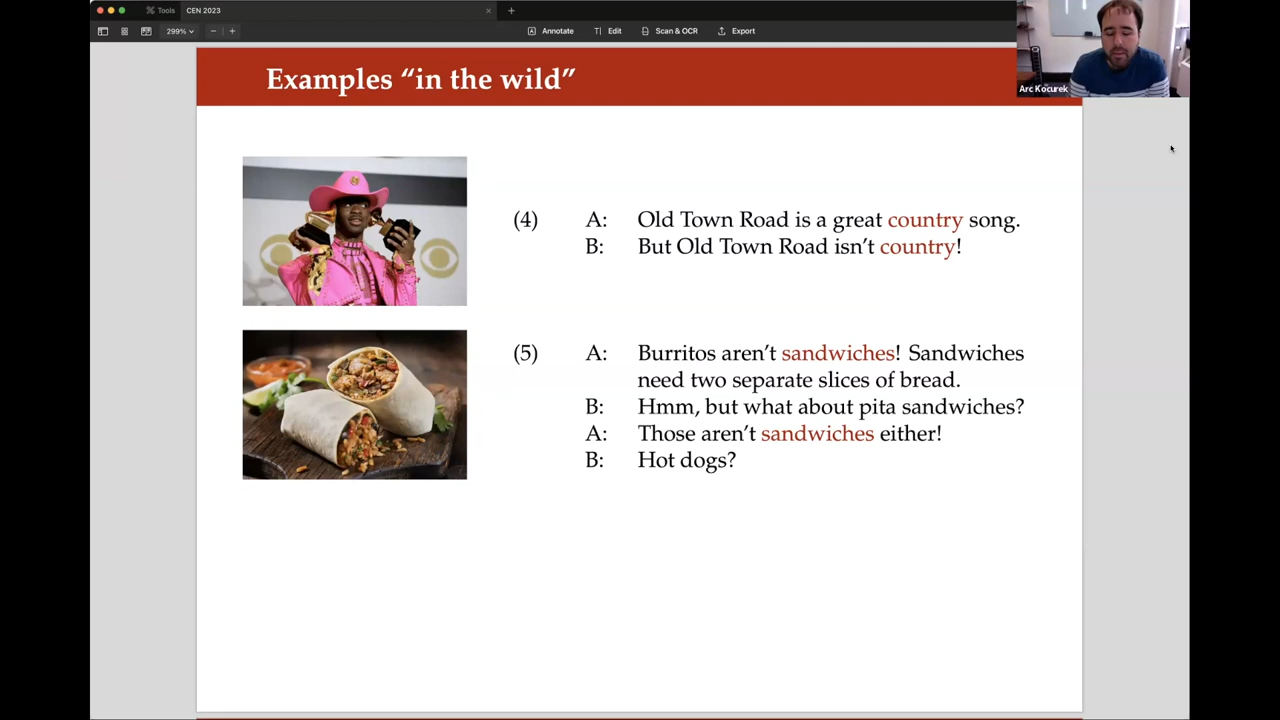 Tools
CEN 2023
299%
Annotate
Edit
Scan & OCR
Export
Arc Kocurek
Examples “in the wild”
(4) A: Old Town Road is a great country song.
B: But Old Town Road isn’t country!
(5) A: Burritos aren’t sandwiches! Sandwiches
need two separate slices of bread.
B: Hmm, but what about pita sandwiches?
A: Those aren’t sandwiches either!
B: Hot dogs?